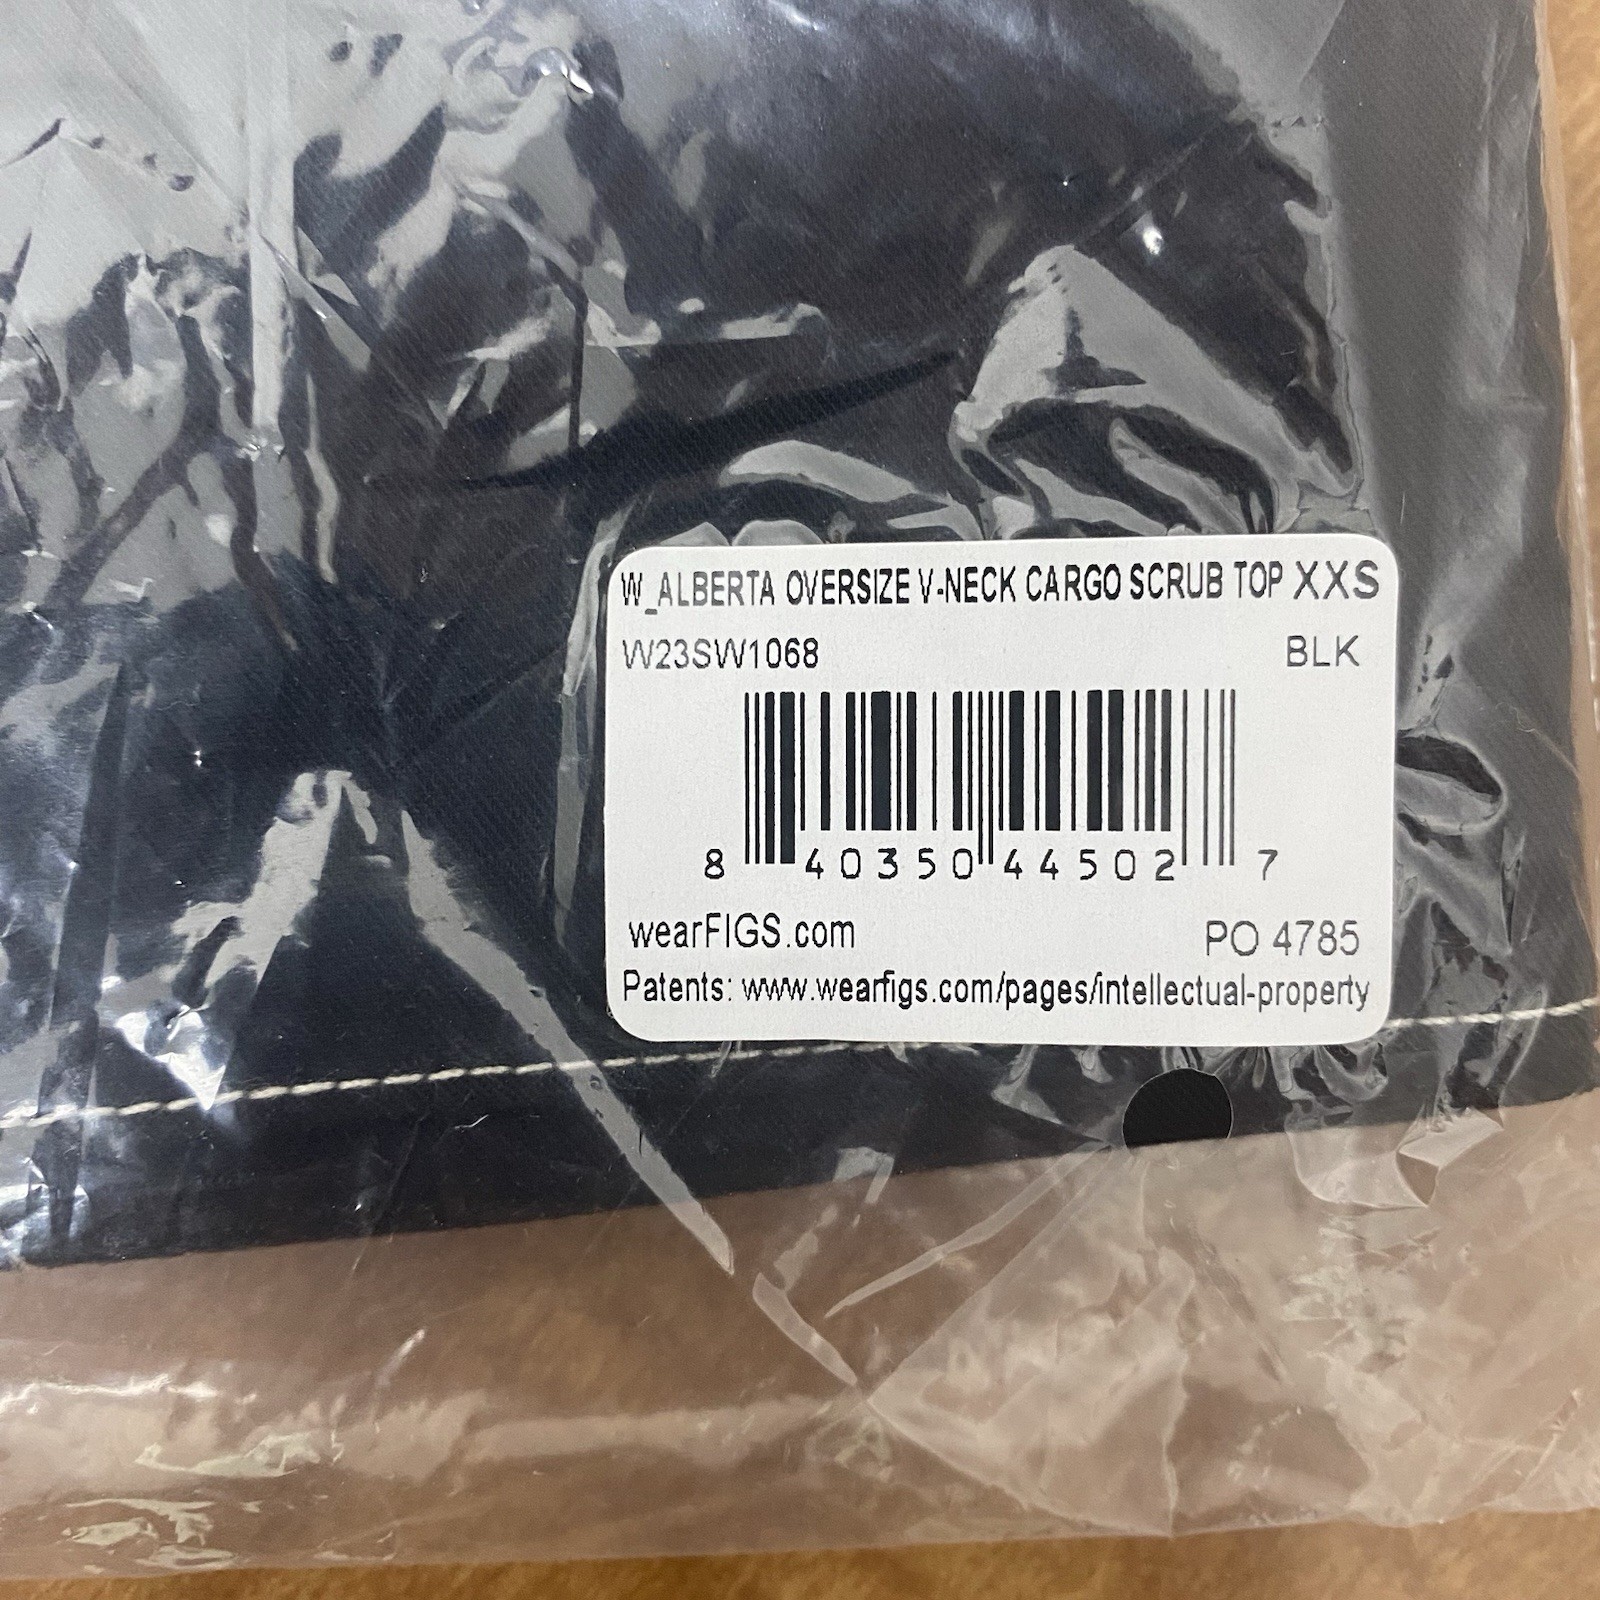 W_ALBERTA OVERSIZE V-NECK CARGO SCRUB TOP XXS
W23SW1068 BLK
8 40350 44502 7
wearFIGS.com PO 4785
Patents: www.wearfigs.com/pages/intellectual-property